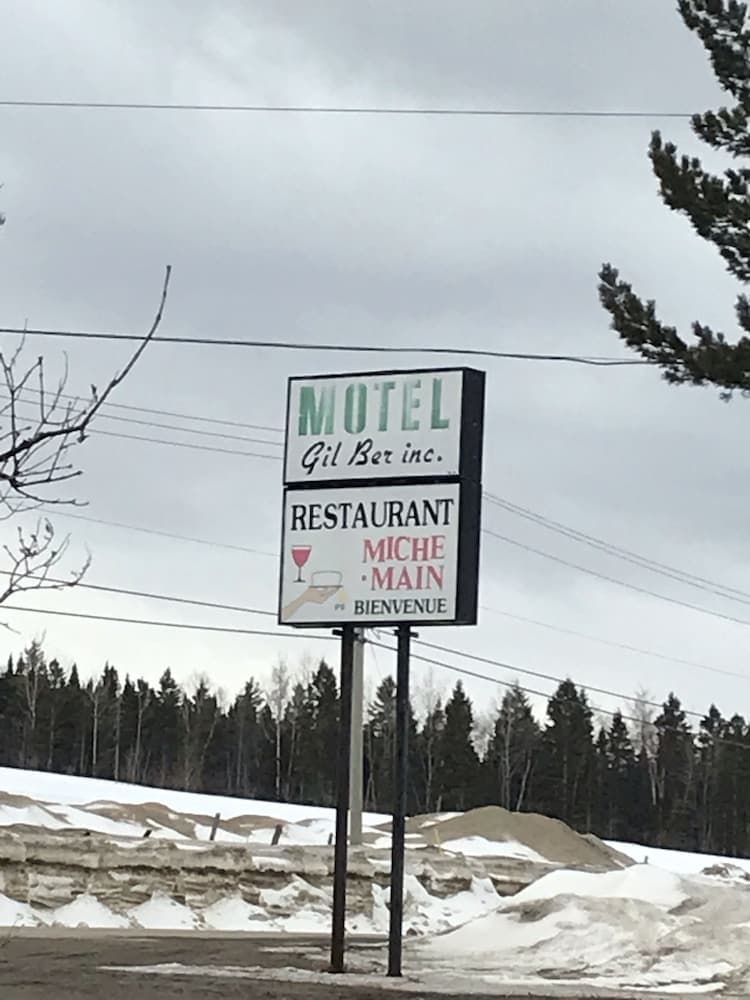 MOTEL
Gil Ber inc.
RESTAURANT
MICHE
MAIN
BIENVENUE